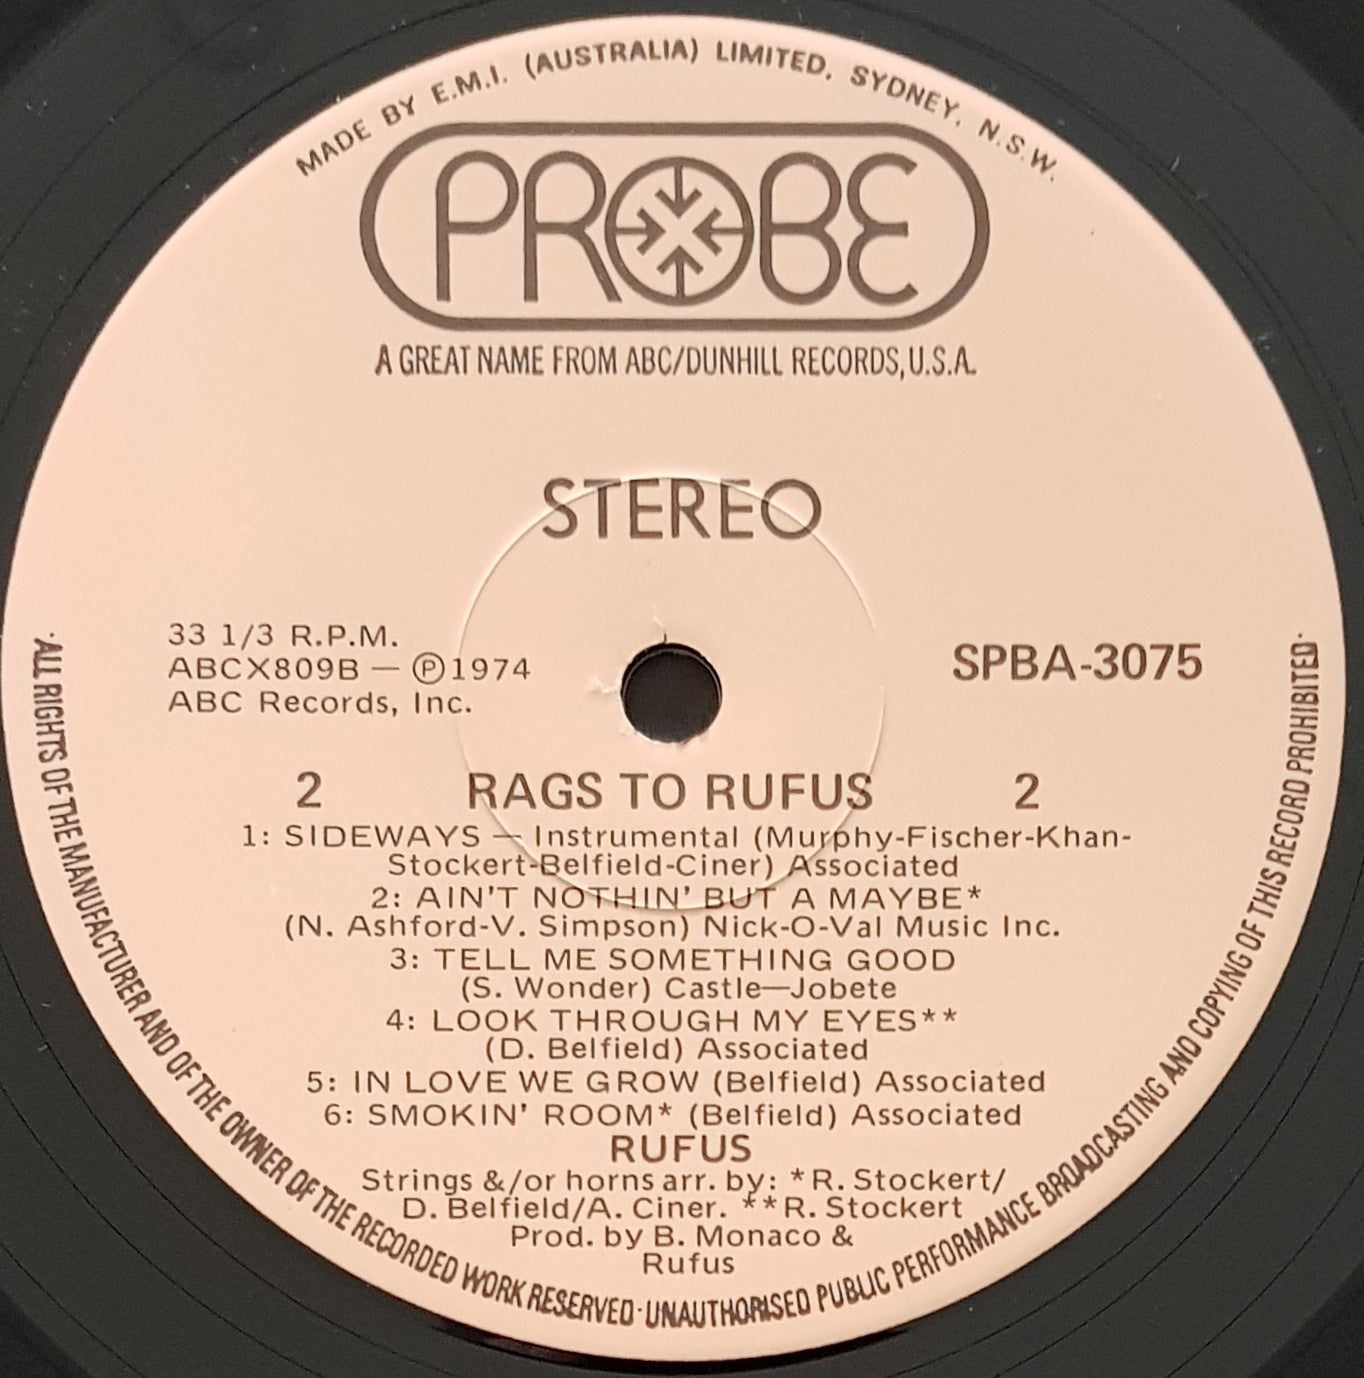 MADE BY E.M.I. (AUSTRALIA) LIMITED. SYDNEY. N.S.W.
PROBE
A GREAT NAME FROM ABC/DUNHILL RECORDS, U.S.A.
STEREO
33 1/3 R.P.M.
ABCX809B — ℗1974
ABC Records, Inc.
SPBA-3075
2 RAGS TO RUFUS 2
1: SIDEWAYS — Instrumental (Murphy-Fischer-Khan-
Stockert-Belfield-Ciner) Associated
2: AIN'T NOTHIN' BUT A MAYBE*
(N. Ashford-V. Simpson) Nick-O-Val Music Inc.
3: TELL ME SOMETHING GOOD
(S. Wonder) Castle—Jobete
4: LOOK THROUGH MY EYES**
(D. Belfield) Associated
5: IN LOVE WE GROW (Belfield) Associated
6: SMOKIN' ROOM* (Belfield) Associated
RUFUS
Strings &/or horns arr. by: *R. Stockert/
D. Belfield/A. Ciner. **R. Stockert
Prod. by B. Monaco &
Rufus
·ALL RIGHTS OF THE MANUFACTURER AND OF THE OWNER OF THE RECORDED WORK RESERVED·UNAUTHORISED PUBLIC PERFORMANCE BROADCASTING AND COPYING OF THIS RECORD PROHIBITED·